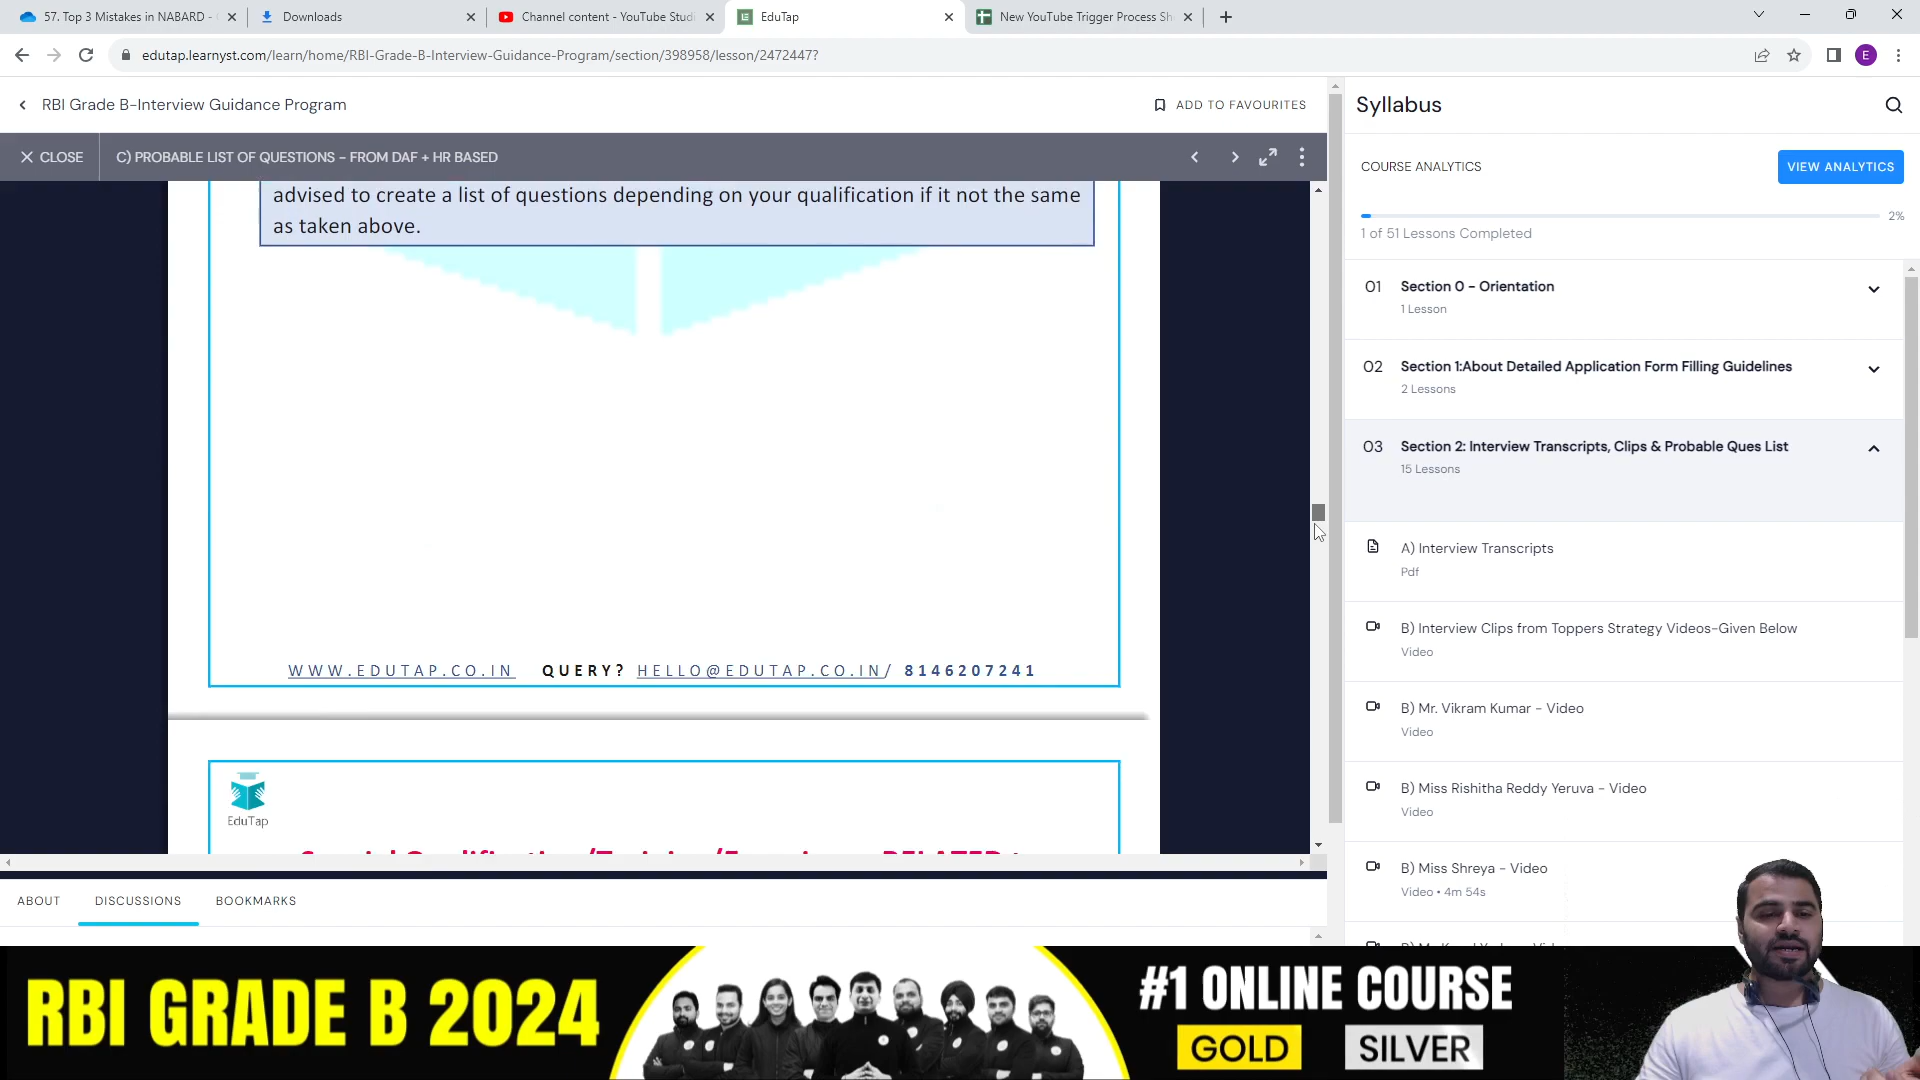 57. Top 3 Mistakes in NABARD -
Downloads
Channel content - YouTube Studi
EduTap
New YouTube Trigger Process Sh
edutap.learnyst.com/learn/home/RBI-Grade-B-Interview-Guidance-Program/section/398958/lesson/2472447?
E
RBI Grade B-Interview Guidance Program
ADD TO FAVOURITES
CLOSE
C) PROBABLE LIST OF QUESTIONS - FROM DAF + HR BASED
advised to create a list of questions depending on your qualification if it not the same
as taken above.
WWW.EDUTAP.CO.IN QUERY? HELLO@EDUTAP.CO.IN/ 8146207241
EduTap
Special Qualification/Training/Experience RELATED
ABOUT
DISCUSSIONS
BOOKMARKS
Syllabus
COURSE ANALYTICS
VIEW ANALYTICS
2%
1 of 51 Lessons Completed
01 Section 0 - Orientation
1 Lesson
02 Section 1:About Detailed Application Form Filling Guidelines
2 Lessons
03 Section 2: Interview Transcripts, Clips & Probable Ques List
15 Lessons
A) Interview Transcripts
Pdf
B) Interview Clips from Toppers Strategy Videos-Given Below
Video
B) Mr. Vikram Kumar - Video
Video
B) Miss Rishitha Reddy Yeruva - Video
Video
B) Miss Shreya - Video
Video • 4m 54s
RBI GRADE B 2024
#1 ONLINE COURSE
GOLD
SILVER